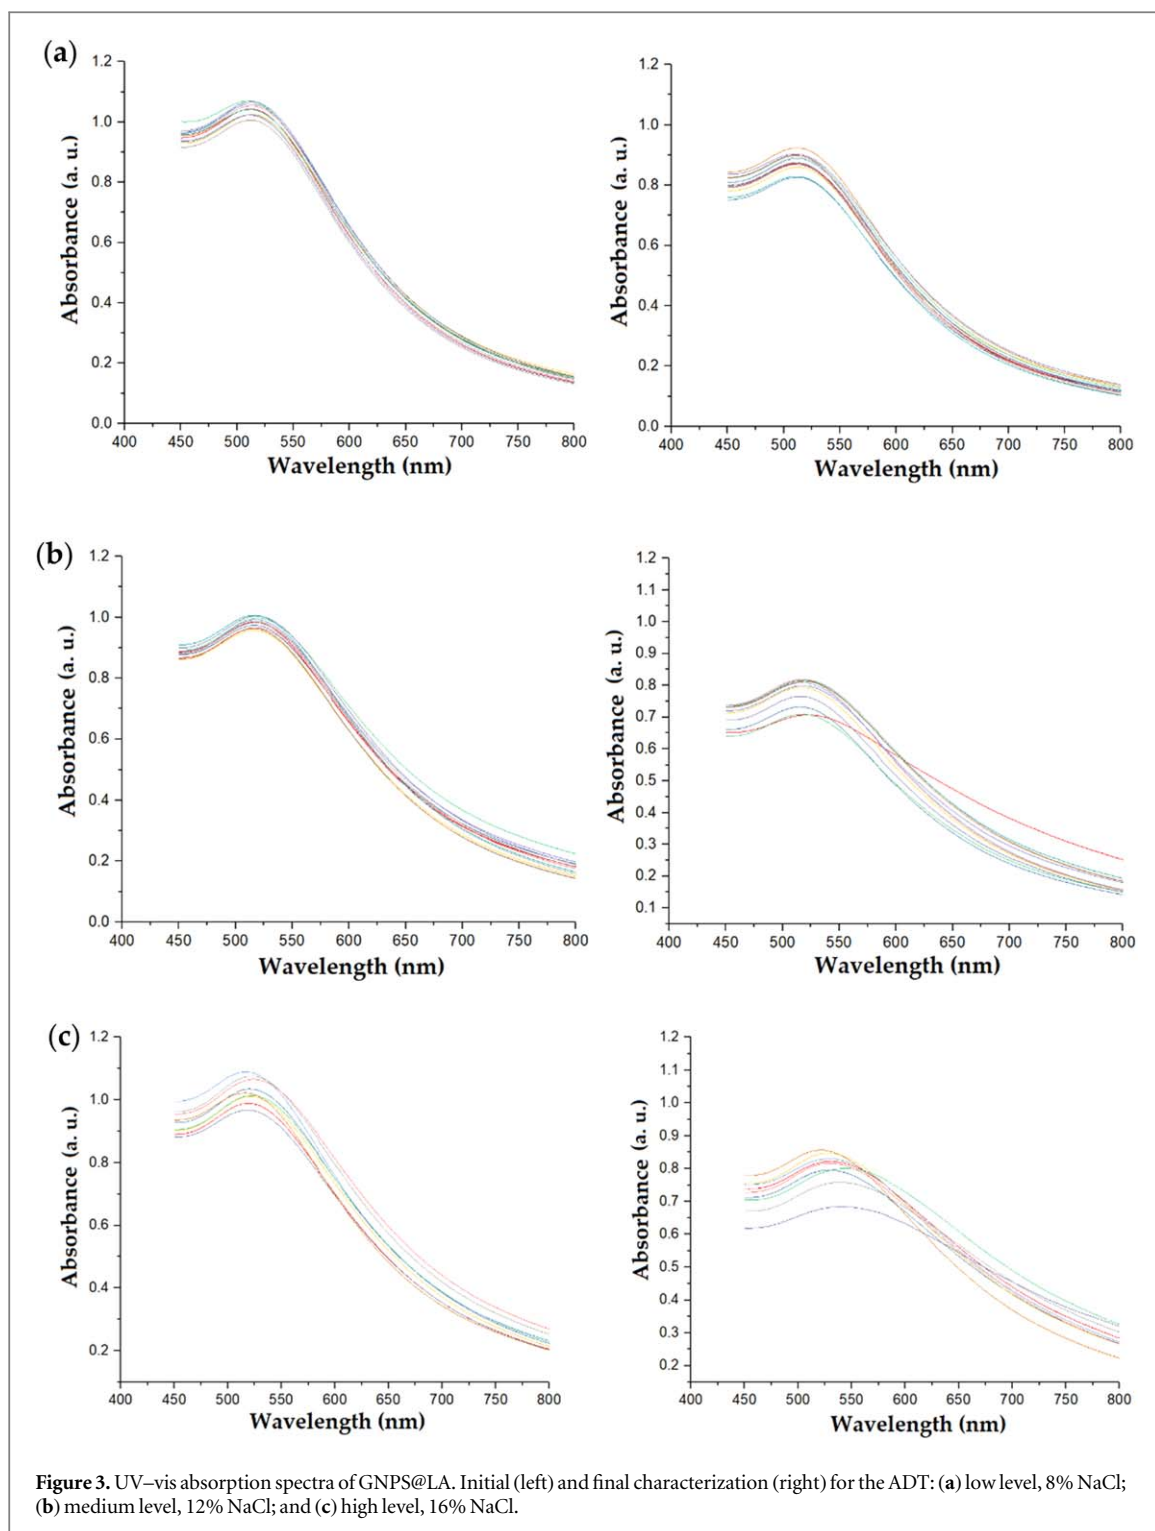 (a)
1.2
1.0
0.8
0.6
0.4
0.2
0.0
400 450 500 550 600 650 700 750 800
Absorbance (a. u.)
Wavelength (nm)
1.2
1.0
0.8
0.6
0.4
0.2
0.0
400 450 500 550 600 650 700 750 800
Absorbance (a. u.)
Wavelength (nm)
(b)
1.2
1.0
0.8
0.6
0.4
0.2
0.0
400 450 500 550 600 650 700 750 800
Absorbance (a. u.)
Wavelength (nm)
1.2
1.1
1.0
0.9
0.8
0.7
0.6
0.5
0.4
0.3
0.2
0.1
400 450 500 550 600 650 700 750 800
Absorbance (a. u.)
Wavelength (nm)
(c)
1.2
1.0
0.8
0.6
0.4
0.2
400 450 500 550 600 650 700 750 800
Absorbance (a. u.)
Wavelength (nm)
1.2
1.1
1.0
0.9
0.8
0.7
0.6
0.5
0.4
0.3
0.2
400 450 500 550 600 650 700 750 800
Absorbance (a. u.)
Wavelength (nm)
Figure 3. UV–vis absorption spectra of GNPS@LA. Initial (left) and final characterization (right) for the ADT: (a) low level, 8% NaCl;
(b) medium level, 12% NaCl; and (c) high level, 16% NaCl.